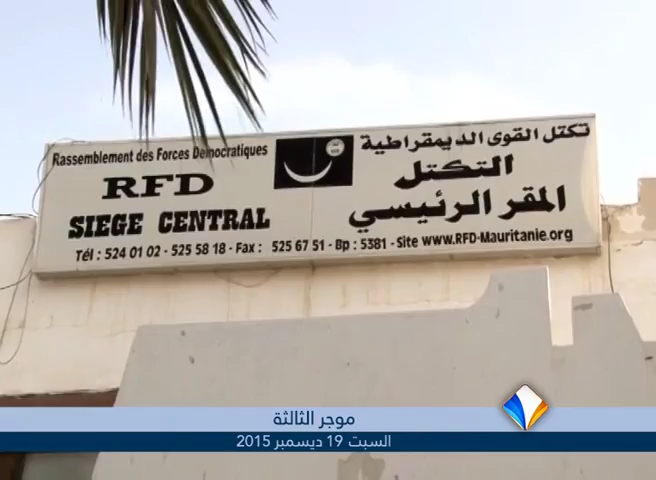 Rassemblement des Forces Démocratiques
تكتل القوى الديمقراطية
RFD
التكتل
SIEGE CENTRAL
المقر الرئيسي
Tél : 524 01 02 - 525 58 18 - Fax : 525 67 51 - Bp : 5381 - Site www.RFD-Mauritanie.org
موجز الثالثة
السبت 19 ديسمبر 2015